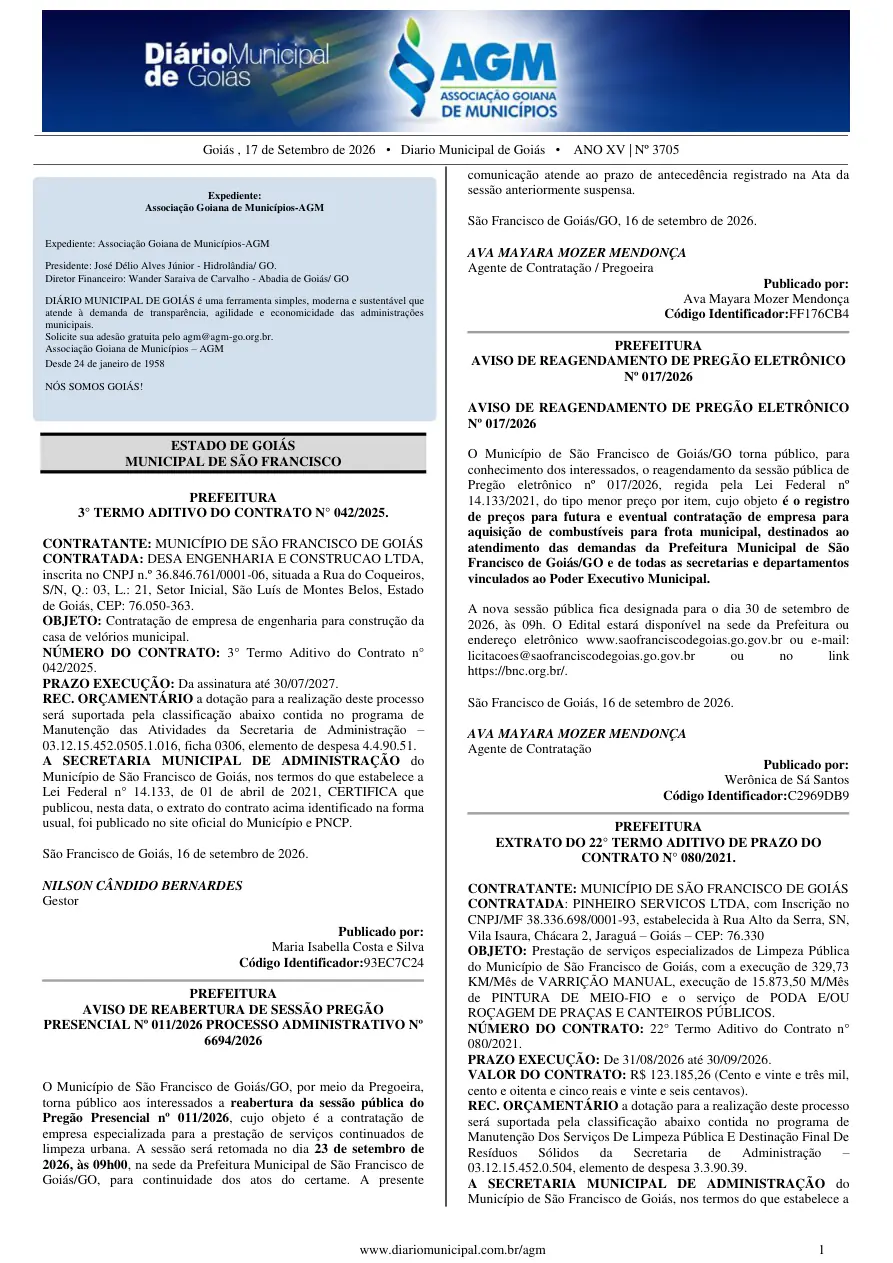 Diário Municipal
de Goiás
AGM
ASSOCIAÇÃO GOIANA
DE MUNICÍPIOS
Goiás , 17 de Setembro de 2026 • Diario Municipal de Goiás • ANO XV | Nº 3705
Expediente:
Associação Goiana de Municípios-AGM
Expediente: Associação Goiana de Municípios-AGM
Presidente: José Délio Alves Júnior - Hidrolândia/ GO.
Diretor Financeiro: Wander Saraiva de Carvalho - Abadia de Goiás/ GO
DIÁRIO MUNICIPAL DE GOIÁS é uma ferramenta simples, moderna e sustentável que
atende à demanda de transparência, agilidade e economicidade das administrações
municipais.
Solicite sua adesão gratuita pelo agm@agm-go.org.br.
Associação Goiana de Municípios – AGM
Desde 24 de janeiro de 1958
NÓS SOMOS GOIÁS!
ESTADO DE GOIÁS
MUNICIPAL DE SÃO FRANCISCO
PREFEITURA
3° TERMO ADITIVO DO CONTRATO N° 042/2025.
CONTRATANTE: MUNICÍPIO DE SÃO FRANCISCO DE GOIÁS
CONTRATADA: DESA ENGENHARIA E CONSTRUCAO LTDA,
inscrita no CNPJ n.º 36.846.761/0001-06, situada a Rua do Coqueiros,
S/N, Q.: 03, L.: 21, Setor Inicial, São Luís de Montes Belos, Estado
de Goiás, CEP: 76.050-363.
OBJETO: Contratação de empresa de engenharia para construção da
casa de velórios municipal.
NÚMERO DO CONTRATO: 3° Termo Aditivo do Contrato n°
042/2025.
PRAZO EXECUÇÃO: Da assinatura até 30/07/2027.
REC. ORÇAMENTÁRIO a dotação para a realização deste processo
será suportada pela classificação abaixo contida no programa de
Manutenção das Atividades da Secretaria de Administração –
03.12.15.452.0505.1.016, ficha 0306, elemento de despesa 4.4.90.51.
A SECRETARIA MUNICIPAL DE ADMINISTRAÇÃO do
Município de São Francisco de Goiás, nos termos do que estabelece a
Lei Federal n° 14.133, de 01 de abril de 2021, CERTIFICA que
publicou, nesta data, o extrato do contrato acima identificado na forma
usual, foi publicado no site oficial do Município e PNCP.
São Francisco de Goiás, 16 de setembro de 2026.
NILSON CÂNDIDO BERNARDES
Gestor
Publicado por:
Maria Isabella Costa e Silva
Código Identificador:93EC7C24
PREFEITURA
AVISO DE REABERTURA DE SESSÃO PREGÃO
PRESENCIAL Nº 011/2026 PROCESSO ADMINISTRATIVO Nº
6694/2026
O Município de São Francisco de Goiás/GO, por meio da Pregoeira,
torna público aos interessados a reabertura da sessão pública do
Pregão Presencial nº 011/2026, cujo objeto é a contratação de
empresa especializada para a prestação de serviços continuados de
limpeza urbana. A sessão será retomada no dia 23 de setembro de
2026, às 09h00, na sede da Prefeitura Municipal de São Francisco de
Goiás/GO, para continuidade dos atos do certame. A presente
comunicação atende ao prazo de antecedência registrado na Ata da
sessão anteriormente suspensa.
São Francisco de Goiás/GO, 16 de setembro de 2026.
AVA MAYARA MOZER MENDONÇA
Agente de Contratação / Pregoeira
Publicado por:
Ava Mayara Mozer Mendonça
Código Identificador:FF176CB4
PREFEITURA
AVISO DE REAGENDAMENTO DE PREGÃO ELETRÔNICO
Nº 017/2026
AVISO DE REAGENDAMENTO DE PREGÃO ELETRÔNICO
Nº 017/2026
O Município de São Francisco de Goiás/GO torna público, para
conhecimento dos interessados, o reagendamento da sessão pública de
Pregão eletrônico nº 017/2026, regida pela Lei Federal nº
14.133/2021, do tipo menor preço por item, cujo objeto é o registro
de preços para futura e eventual contratação de empresa para
aquisição de combustíveis para frota municipal, destinados ao
atendimento das demandas da Prefeitura Municipal de São
Francisco de Goiás/GO e de todas as secretarias e departamentos
vinculados ao Poder Executivo Municipal.
A nova sessão pública fica designada para o dia 30 de setembro de
2026, às 09h. O Edital estará disponível na sede da Prefeitura ou
endereço eletrônico www.saofranciscodegoias.go.gov.br ou e-mail:
licitacoes@saofranciscodegoias.go.gov.br ou no link
https://bnc.org.br/.
São Francisco de Goiás, 16 de setembro de 2026.
AVA MAYARA MOZER MENDONÇA
Agente de Contratação
Publicado por:
Werônica de Sá Santos
Código Identificador:C2969DB9
PREFEITURA
EXTRATO DO 22° TERMO ADITIVO DE PRAZO DO
CONTRATO N° 080/2021.
CONTRATANTE: MUNICÍPIO DE SÃO FRANCISCO DE GOIÁS
CONTRATADA: PINHEIRO SERVICOS LTDA, com Inscrição no
CNPJ/MF 38.336.698/0001-93, estabelecida à Rua Alto da Serra, SN,
Vila Isaura, Chácara 2, Jaraguá – Goiás – CEP: 76.330
OBJETO: Prestação de serviços especializados de Limpeza Pública
do Município de São Francisco de Goiás, com a execução de 329,73
KM/Mês de VARRIÇÃO MANUAL, execução de 15.873,50 M/Mês
de PINTURA DE MEIO-FIO e o serviço de PODA E/OU
ROÇAGEM DE PRAÇAS E CANTEIROS PÚBLICOS.
NÚMERO DO CONTRATO: 22° Termo Aditivo do Contrato n°
080/2021.
PRAZO EXECUÇÃO: De 31/08/2026 até 30/09/2026.
VALOR DO CONTRATO: R$ 123.185,26 (Cento e vinte e três mil,
cento e oitenta e cinco reais e vinte e seis centavos).
REC. ORÇAMENTÁRIO a dotação para a realização deste processo
será suportada pela classificação abaixo contida no programa de
Manutenção Dos Serviços De Limpeza Pública E Destinação Final De
Resíduos Sólidos da Secretaria de Administração –
03.12.15.452.0.504, elemento de despesa 3.3.90.39.
A SECRETARIA MUNICIPAL DE ADMINISTRAÇÃO do
Município de São Francisco de Goiás, nos termos do que estabelece a
www.diariomunicipal.com.br/agm 1